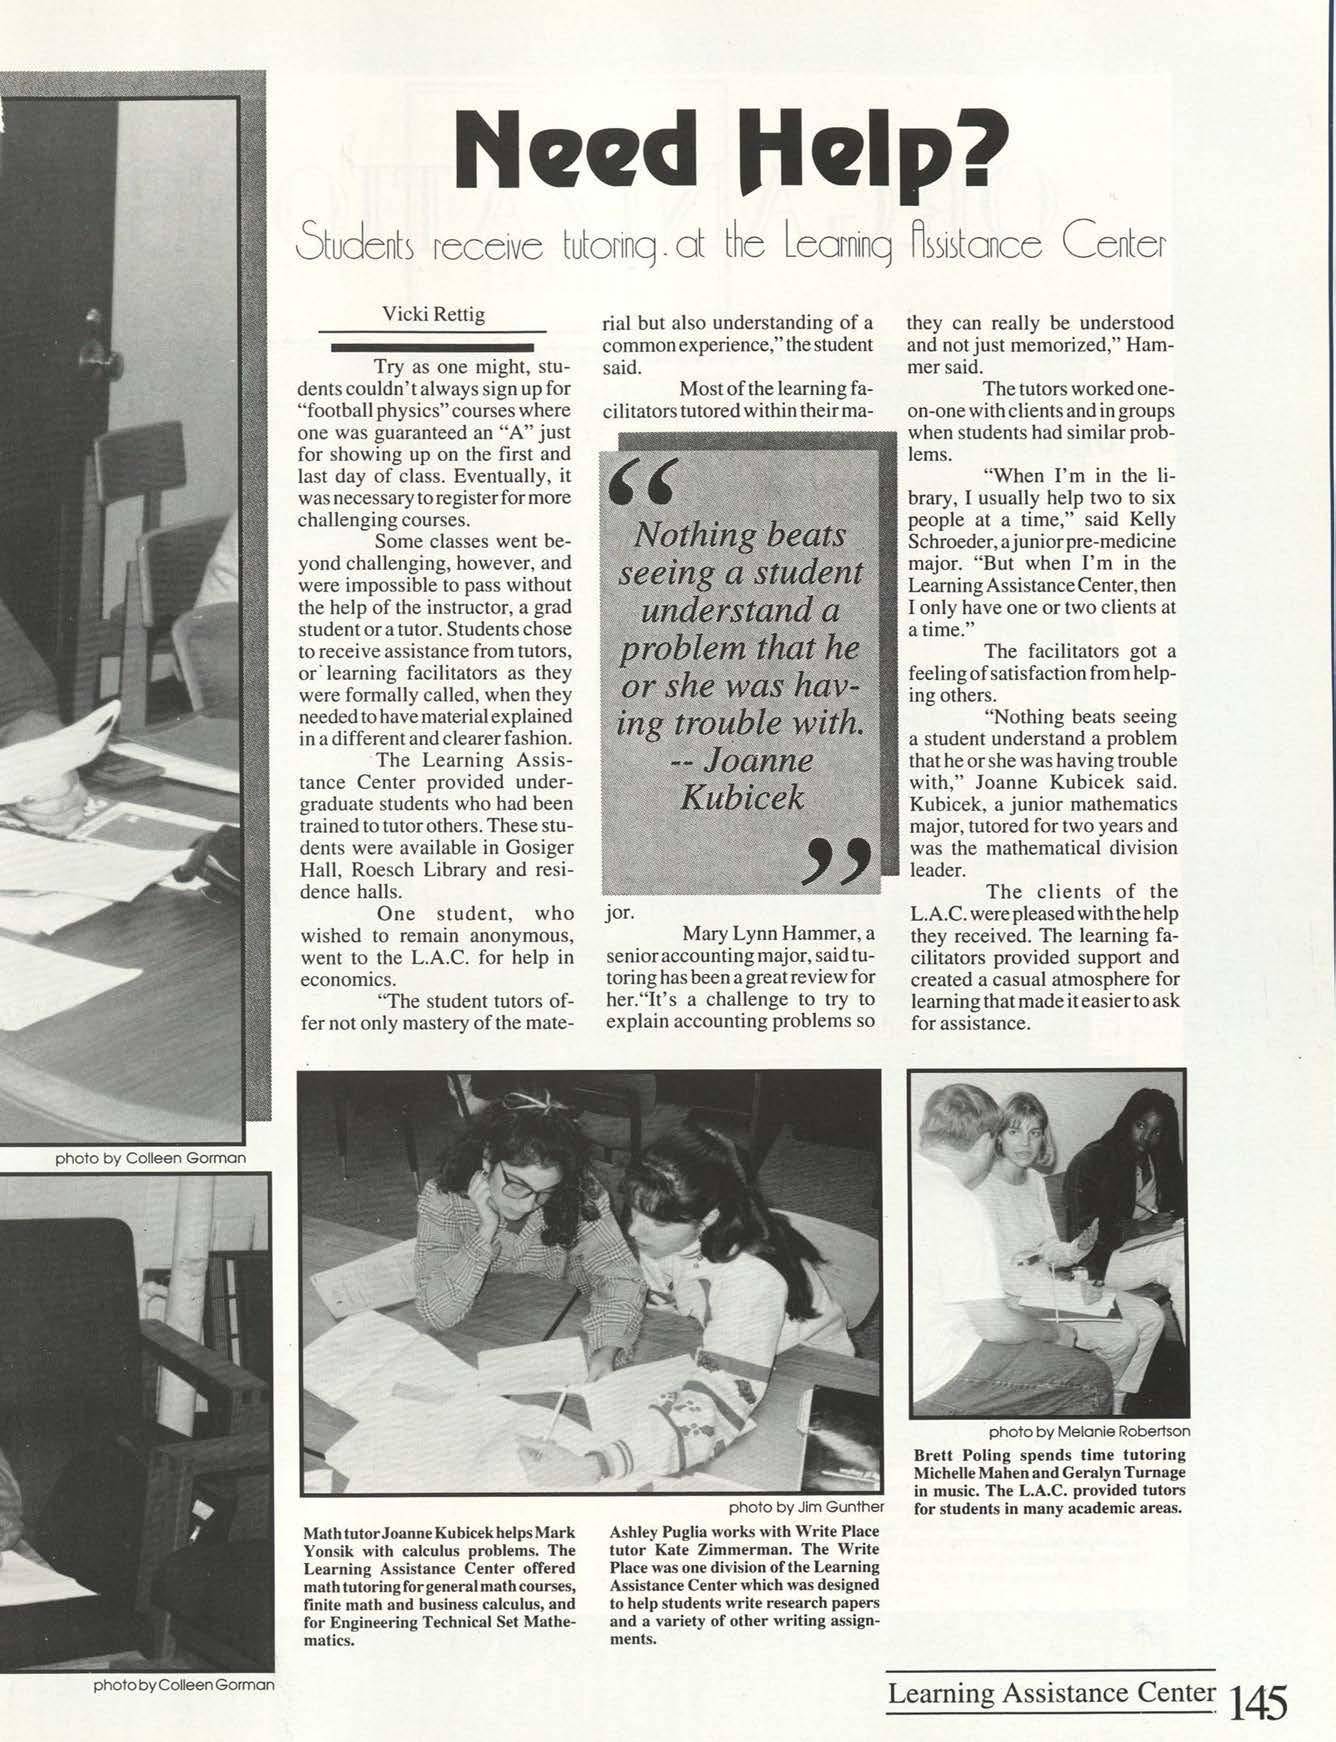 Need Help?
Students receive tutoring. at the Learning Assistance Center
Vicki Rettig
Try as one might, stu-
dents couldn't always sign up for
"football physics" courses where
one was guaranteed an "A" just
for showing up on the first and
last day of class. Eventually, it
was necessary to register for more
challenging courses.
Some classes went be-
yond challenging, however, and
were impossible to pass without
the help of the instructor, a grad
student or a tutor. Students chose
to receive assistance from tutors,
or learning facilitators as they
were formally called, when they
needed to have material explained
in a different and clearer fashion.
The Learning Assis-
tance Center provided under-
graduate students who had been
trained to tutor others. These stu-
dents were available in Gosiger
Hall, Roesch Library and resi-
dence halls.
One student, who
wished to remain anonymous,
went to the L.A.C. for help in
economics.
"The student tutors of-
fer not only mastery of the mate-
rial but also understanding of a
common experience," the student
said.
Most of the learning fa-
cilitators tutored within their ma-
“
Nothing beats
seeing a student
understand a
problem that he
or she was hav-
ing trouble with.
-- Joanne
Kubicek
”
jor.
Mary Lynn Hammer, a
senior accounting major, said tu-
toring has been a great review for
her."It's a challenge to try to
explain accounting problems so
they can really be understood
and not just memorized," Ham-
mer said.
The tutors worked one-
on-one with clients and in groups
when students had similar prob-
lems.
"When I'm in the li-
brary, I usually help two to six
people at a time," said Kelly
Schroeder, a junior pre-medicine
major. "But when I'm in the
Learning Assistance Center, then
I only have one or two clients at
a time."
The facilitators got a
feeling of satisfaction from help-
ing others.
"Nothing beats seeing
a student understand a problem
that he or she was having trouble
with," Joanne Kubicek said.
Kubicek, a junior mathematics
major, tutored for two years and
was the mathematical division
leader.
The clients of the
L.A.C. were pleased with the help
they received. The learning fa-
cilitators provided support and
created a casual atmosphere for
learning that made it easier to ask
for assistance.
photo by Colleen Gorman
photo by Colleen Gorman
photo by Jim Gunther
Math tutor Joanne Kubicek helps Mark
Yonsik with calculus problems. The
Learning Assistance Center offered
math tutoring for general math courses,
finite math and business calculus, and
for Engineering Technical Set Mathe-
matics.
Ashley Puglia works with Write Place
tutor Kate Zimmerman. The Write
Place was one division of the Learning
Assistance Center which was designed
to help students write research papers
and a variety of other writing assign-
ments.
photo by Melanie Robertson
Brett Poling spends time tutoring
Michelle Mahen and Geralyn Turnage
in music. The L.A.C. provided tutors
for students in many academic areas.
Learning Assistance Center 145